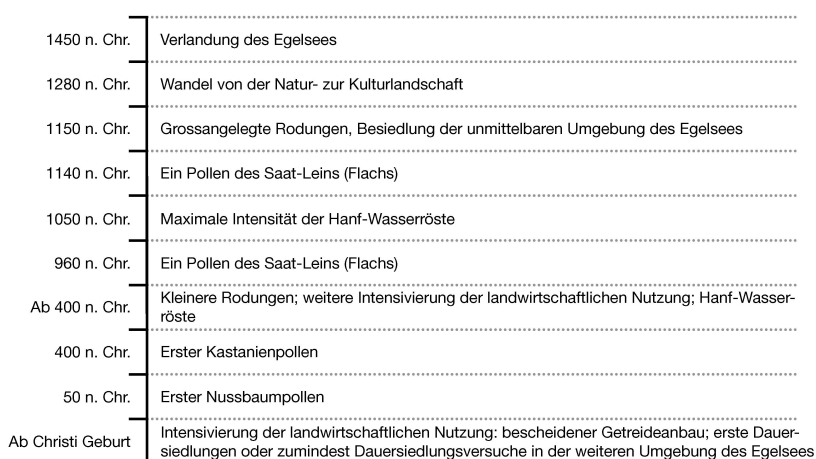 1450 n. Chr. Verlandung des Egelsees
1280 n. Chr. Wandel von der Natur- zur Kulturlandschaft
1150 n. Chr. Grossangelegte Rodungen, Besiedlung der unmittelbaren Umgebung des Egelsees
1140 n. Chr. Ein Pollen des Saat-Leins (Flachs)
1050 n. Chr. Maximale Intensität der Hanf-Wasserröste
960 n. Chr. Ein Pollen des Saat-Leins (Flachs)
Ab 400 n. Chr. Kleinere Rodungen; weitere Intensivierung der landwirtschaftlichen Nutzung; Hanf-Wasser-
röste
400 n. Chr. Erster Kastanienpollen
50 n. Chr. Erster Nussbaumpollen
Ab Christi Geburt Intensivierung der landwirtschaftlichen Nutzung: bescheidener Getreideanbau; erste Dauer-
siedlungen oder zumindest Dauersiedlungsversuche in der weiteren Umgebung des Egelsees